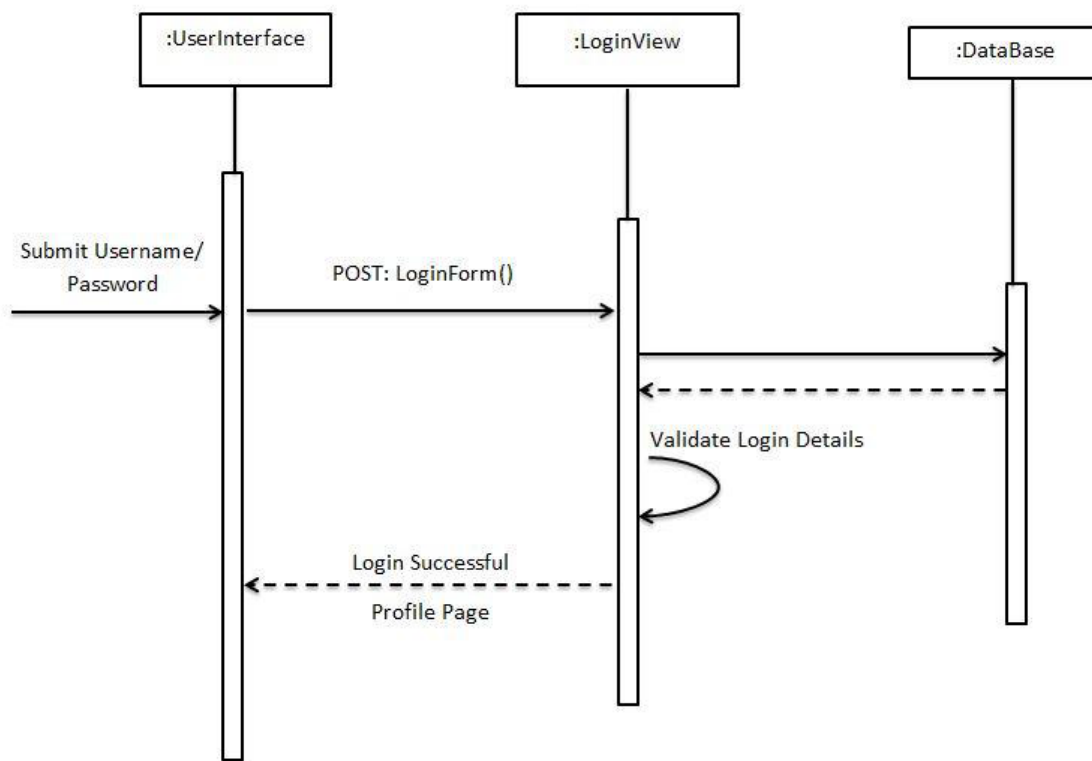 :UserInterface
:LoginView
:DataBase
Submit Username/
Password
POST: LoginForm()
Validate Login Details
Login Successful
Profile Page